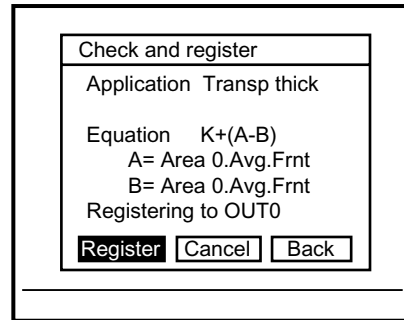 Check and register
Application Transp thick
Equation K+(A-B)
A= Area 0.Avg.Frnt
B= Area 0.Avg.Frnt
Registering to OUT0
Register Cancel Back